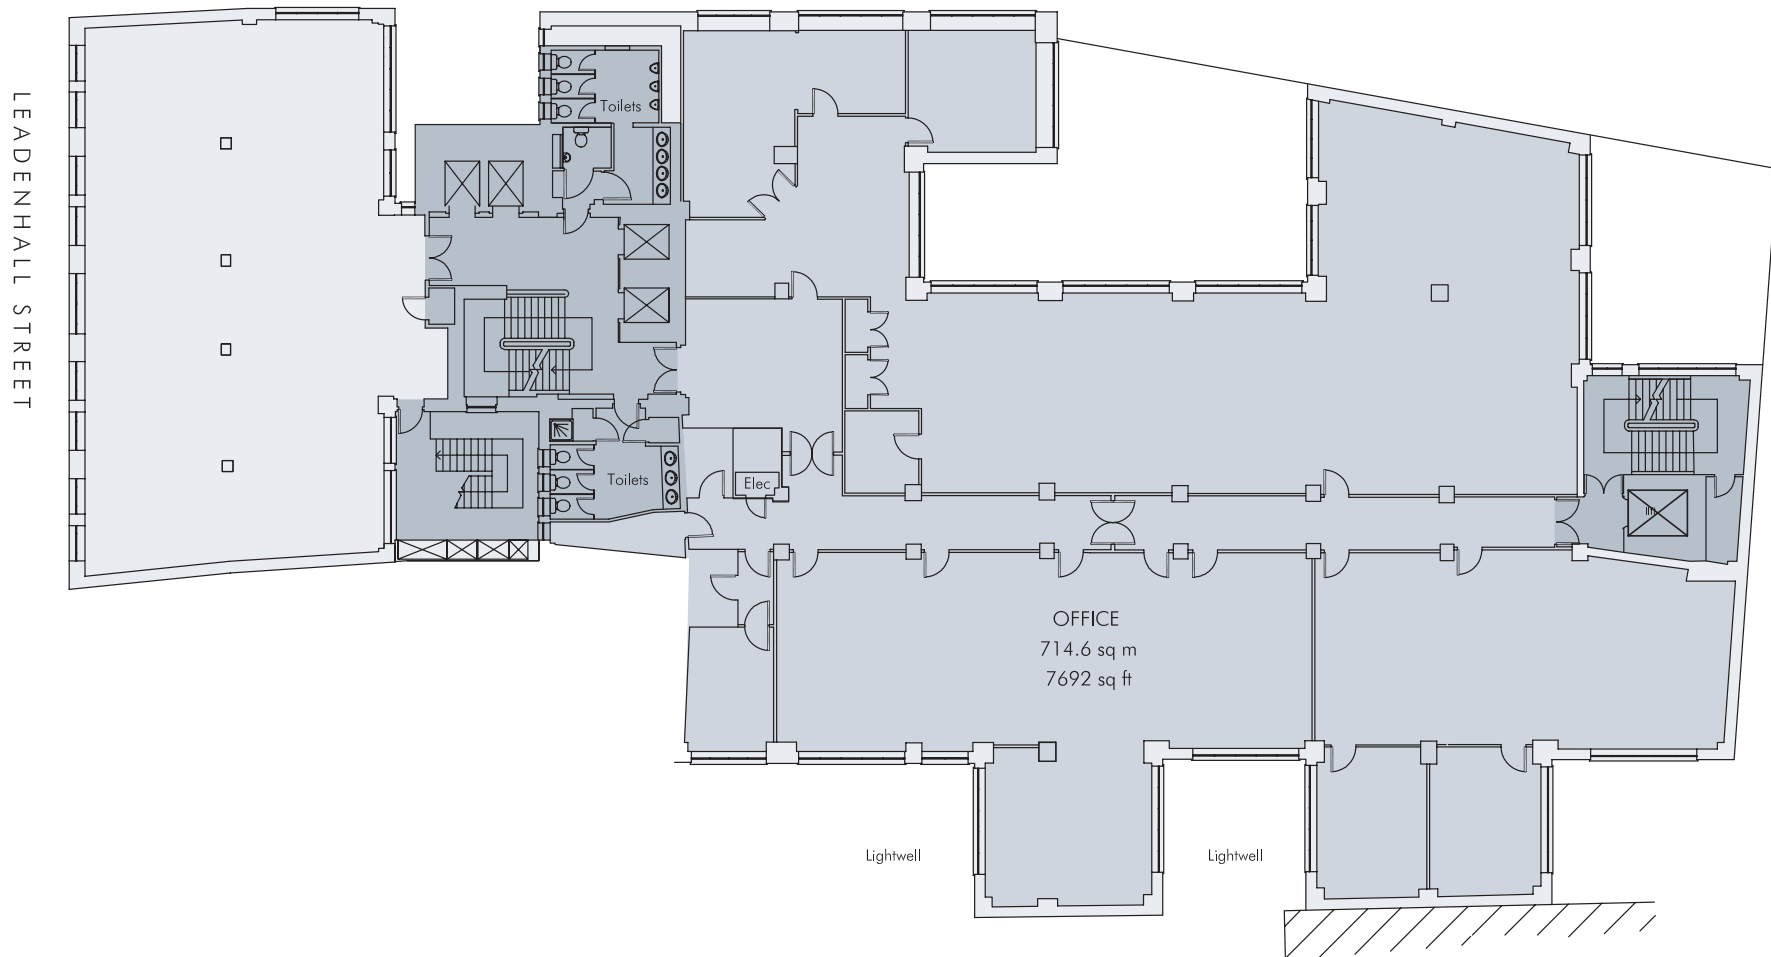 LEADENHALL STREET
Toilets
Toilets
Elec
OFFICE
714.6 sq m
7692 sq ft
Lightwell
Lightwell